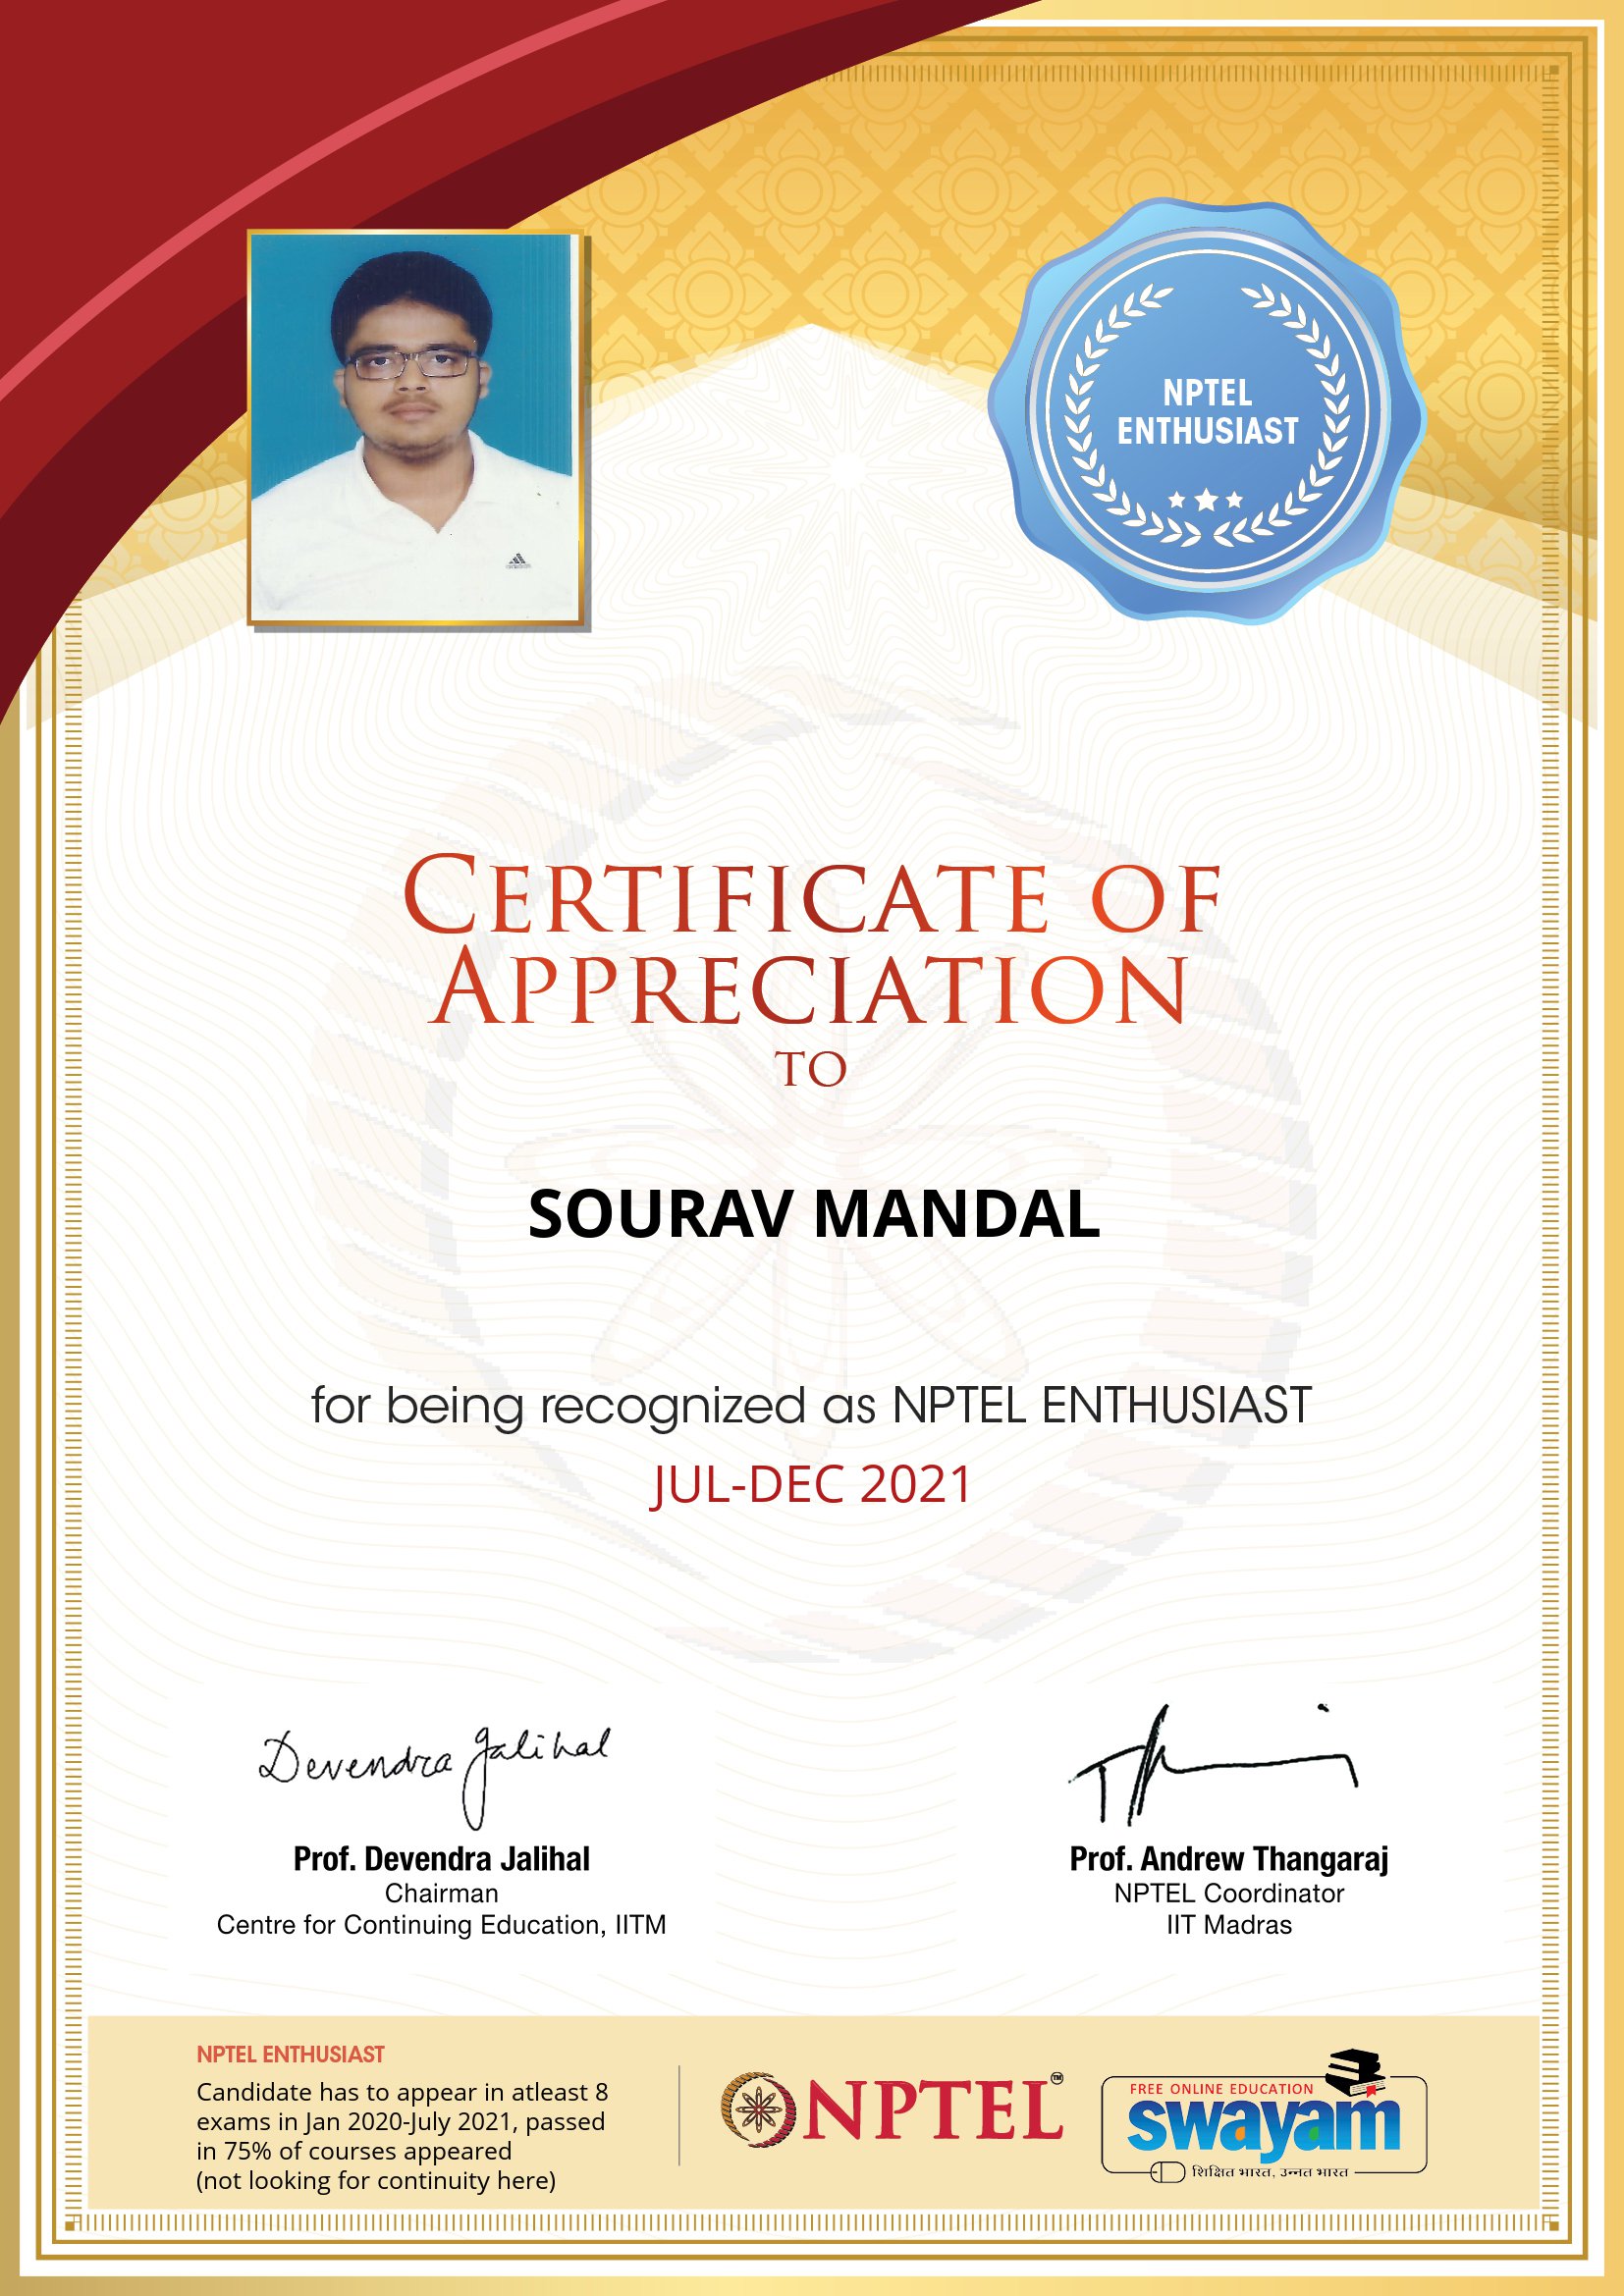 NPTEL
ENTHUSIAST
adidas
CERTIFICATE OF
APPRECIATION
TO
SOURAV MANDAL
for being recognized as NPTEL ENTHUSIAST
JUL-DEC 2021
Devendra Jalihal
Prof. Devendra Jalihal
Chairman
Centre for Continuing Education, IITM
Prof. Andrew Thangaraj
NPTEL Coordinator
IIT Madras
NPTEL ENTHUSIAST
Candidate has to appear in atleast 8
exams in Jan 2020-July 2021, passed
in 75% of courses appeared
(not looking for continuity here)
NPTEL™
FREE ONLINE EDUCATION
swayam
शिक्षित भारत, उन्नत भारत